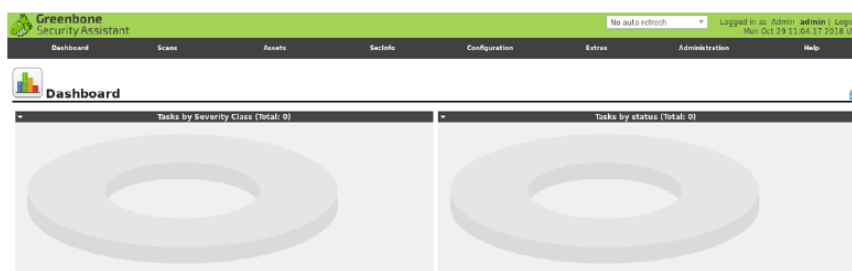 Greenbone
Security Assistant
No auto refresh
Logged in as Admin admin |
Mon Oct 29 11:04:17 2018
Dashboard Scans Assets SecInfo Configuration Extras Administration Help
Dashboard
Tasks by Severity Class (Total: 0) Tasks by status (Total: 0)